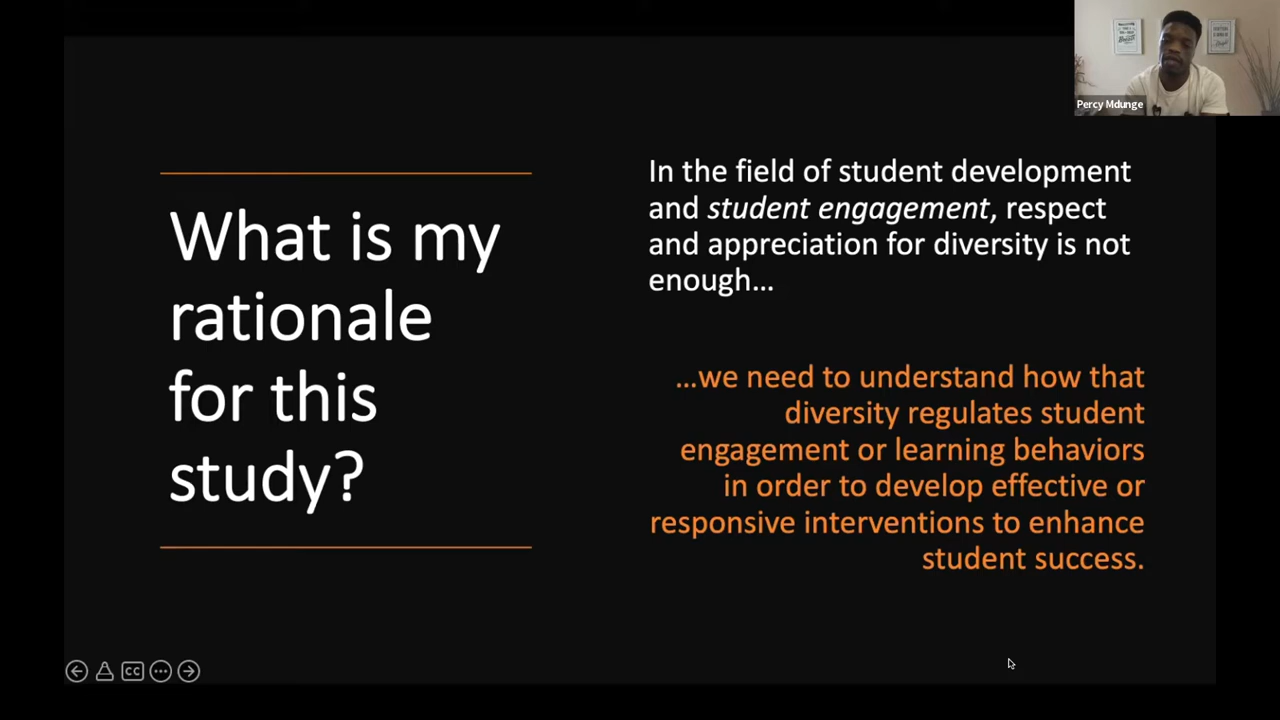 Percy Mdunge
What is my
rationale
for this
study?
In the field of student development
and student engagement, respect
and appreciation for diversity is not
enough…
…we need to understand how that
diversity regulates student
engagement or learning behaviors
in order to develop effective or
responsive interventions to enhance
student success.
CC